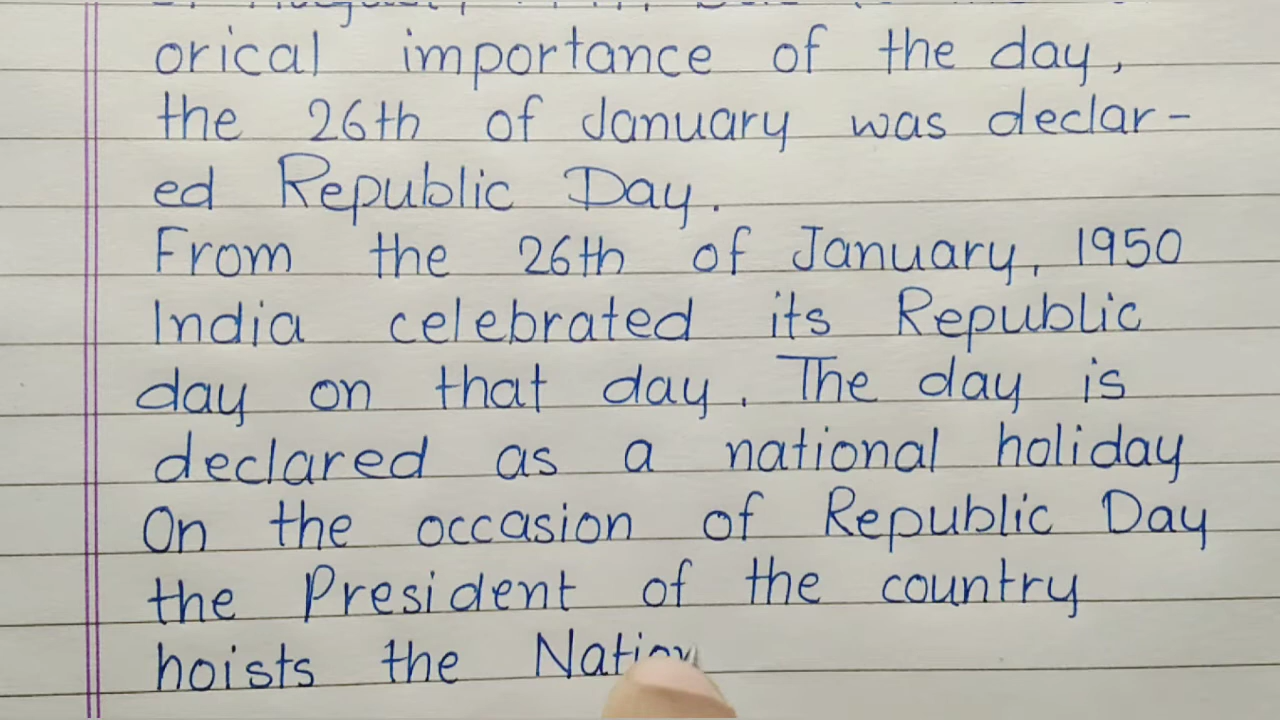 orical importance of the day,
the 26th of January was declar-
ed Republic Day.
From the 26th of January, 1950
India celebrated its Republic
day on that day. The day is
declared as a national holiday
On the occasion of Republic Day
the President of the country
hoists the